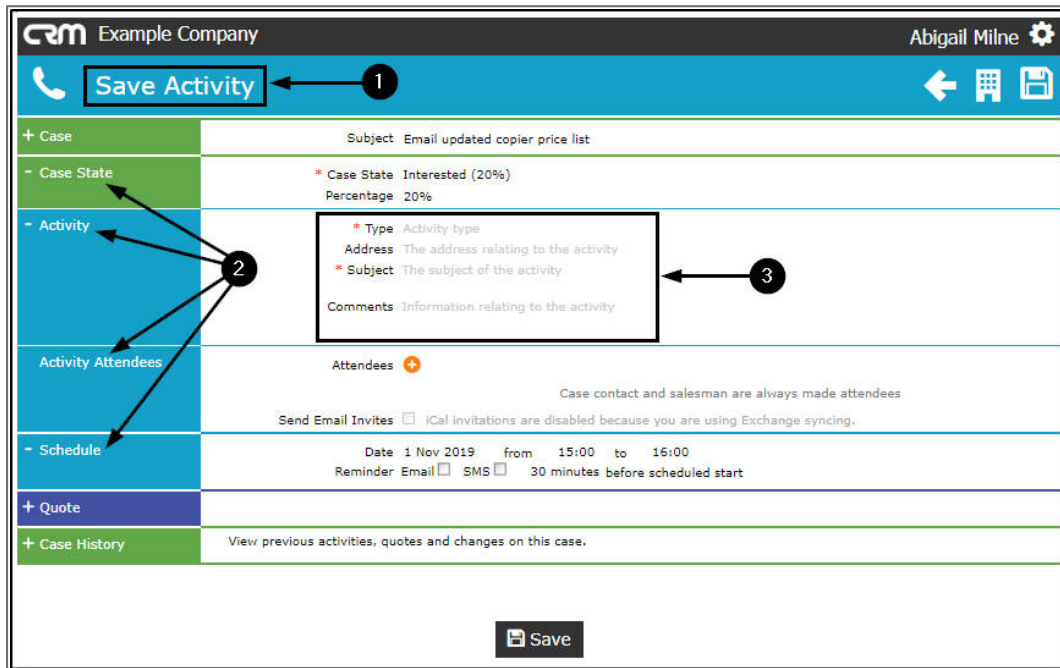 CRM Example Company Abigail Milne
Save Activity 1
+ Case Subject Email updated copier price list
- Case State * Case State Interested (20%)
Percentage 20%
- Activity * Type Activity type
Address The address relating to the activity
* Subject The subject of the activity
2 3
Comments Information relating to the activity
Activity Attendees Attendees
Case contact and salesman are always made attendees
Send Email Invites iCal invitations are disabled because you are using Exchange syncing.
- Schedule Date 1 Nov 2019 from 15:00 to 16:00
Reminder Email SMS 30 minutes before scheduled start
+ Quote
+ Case History View previous activities, quotes and changes on this case.
Save